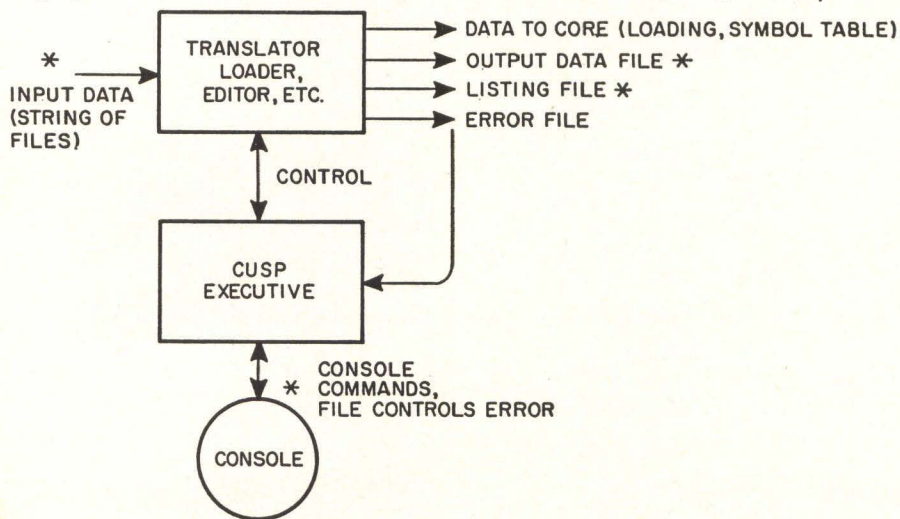 TRANSLATOR
LOADER,
EDITOR, ETC.
*
INPUT DATA
(STRING OF
FILES)
DATA TO CORE (LOADING, SYMBOL TABLE)
OUTPUT DATA FILE *
LISTING FILE *
ERROR FILE
CONTROL
CUSP
EXECUTIVE
* CONSOLE
COMMANDS,
FILE CONTROLS ERROR
CONSOLE